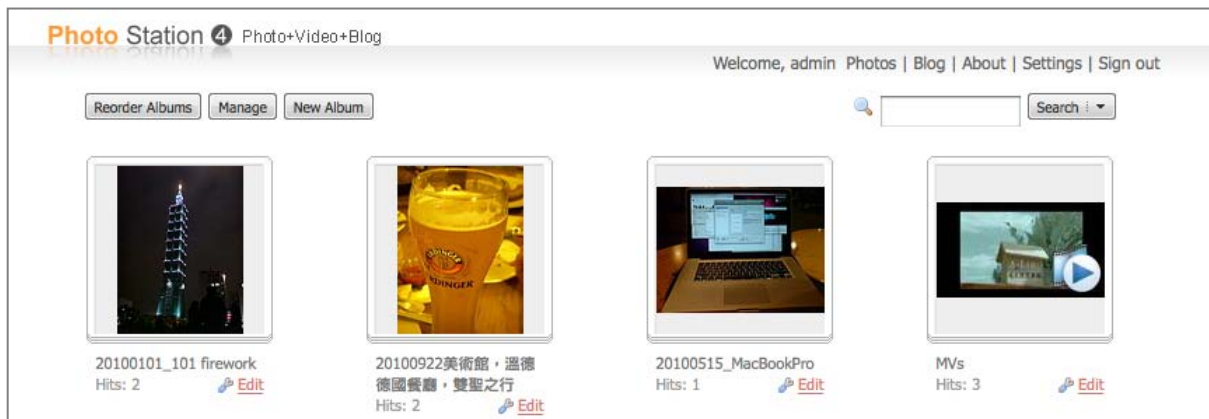 Photo Station 4 Photo+Video+Blog
Welcome, admin Photos | Blog | About | Settings | Sign out
Reorder Albums Manage New Album Search
ERDINGER
20100101_101 firework
Hits: 2 Edit
20100922美術館，溫德
德國餐廳，雙聖之行
Hits: 2 Edit
20100515_MacBookPro
Hits: 1 Edit
MVs
Hits: 3 Edit